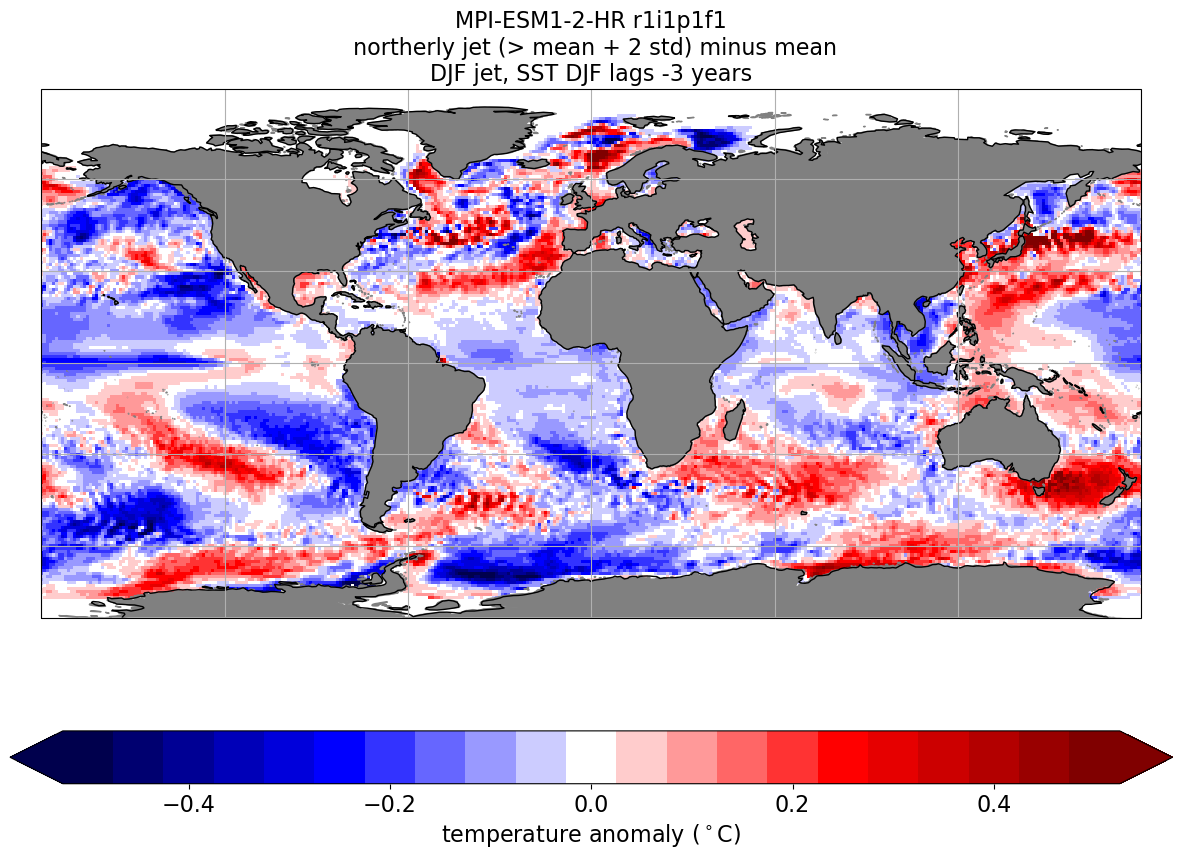 MPI-ESM1-2-HR r1i1p1f1
northerly jet (> mean + 2 std) minus mean
DJF jet, SST DJF lags -3 years
−0.4 −0.2 0.0 0.2 0.4
temperature anomaly (°C)